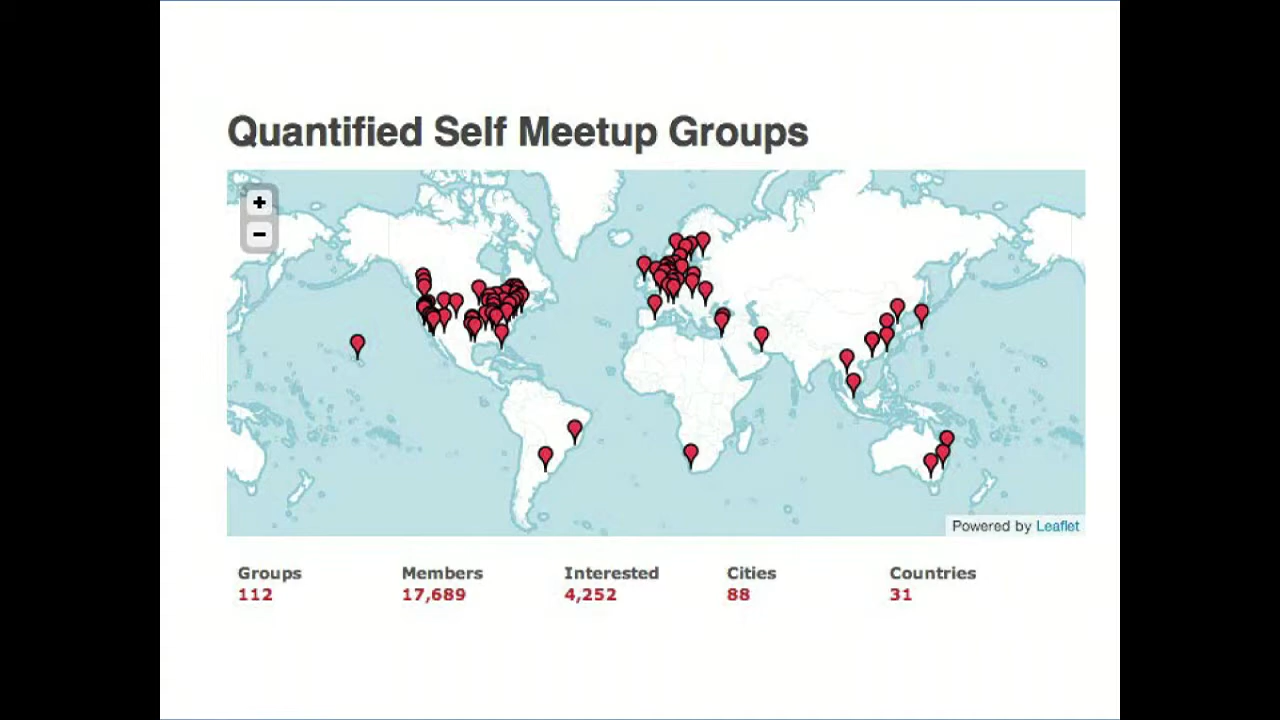 Quantified Self Meetup Groups
+
−
Powered by Leaflet
Groups Members Interested Cities Countries
112 17,689 4,252 88 31